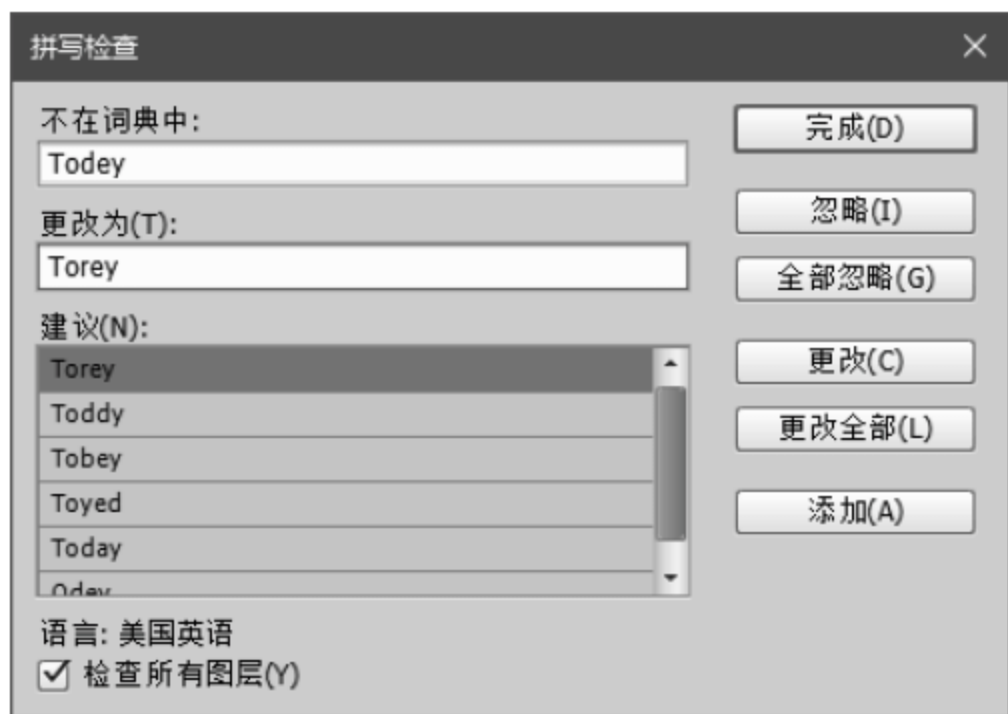 拼写检查
不在词典中:
Todey
更改为(T):
Torey
建议(N):
Torey
Toddy
Tobey
Toyed
Today
Odey
语言: 美国英语
检查所有图层(Y)
完成(D)
忽略(I)
全部忽略(G)
更改(C)
更改全部(L)
添加(A)